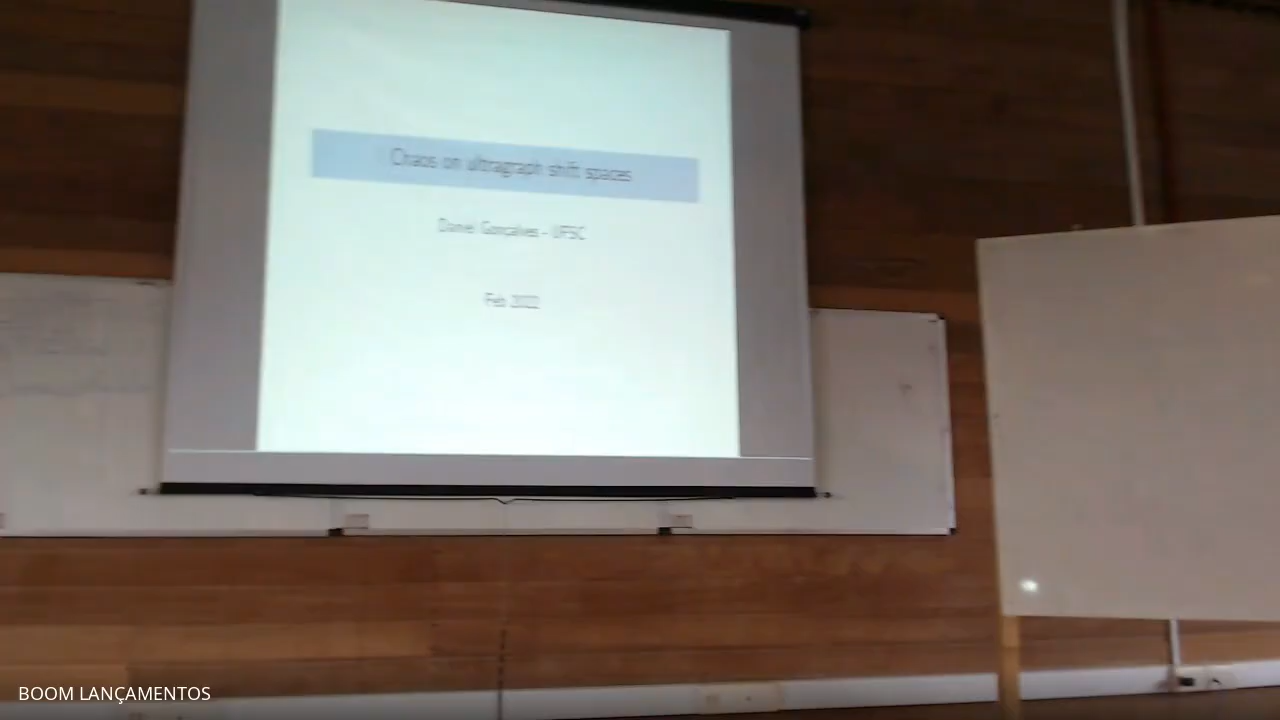 Chaos on ultragraph shift spaces
Daniel Gonçalves - UFSC
Feb 2022
BOOM LANÇAMENTOS